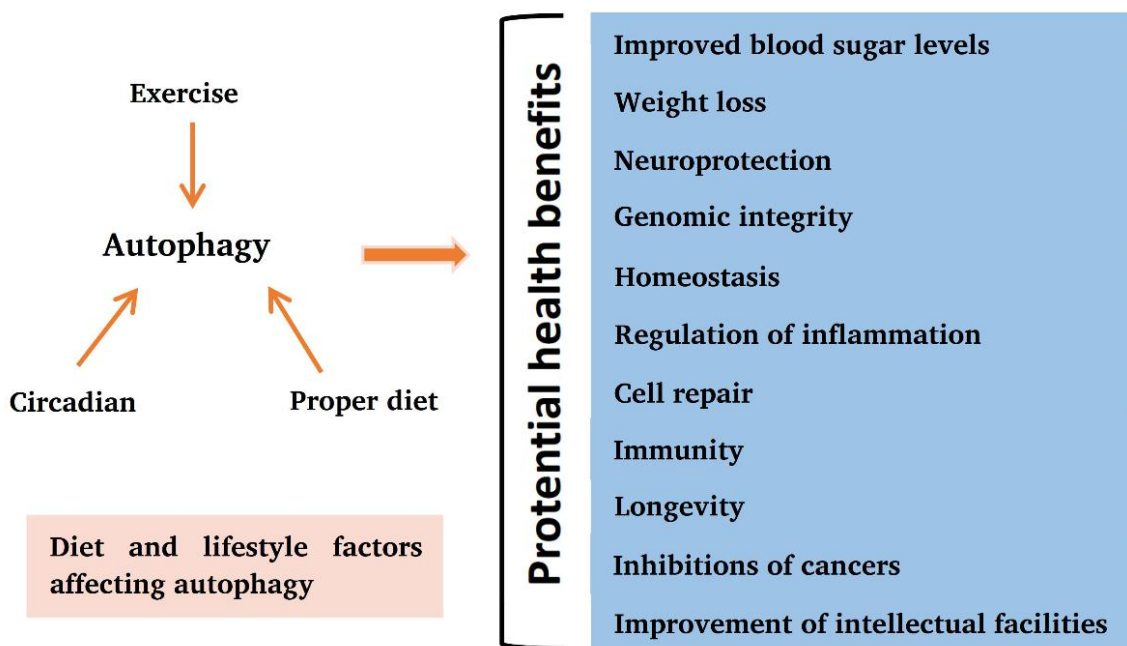 Exercise
Autophagy
Circadian
Proper diet
Diet and lifestyle factors
affecting autophagy
Protential health benefits
Improved blood sugar levels
Weight loss
Neuroprotection
Genomic integrity
Homeostasis
Regulation of inflammation
Cell repair
Immunity
Longevity
Inhibitions of cancers
Improvement of intellectual facilities